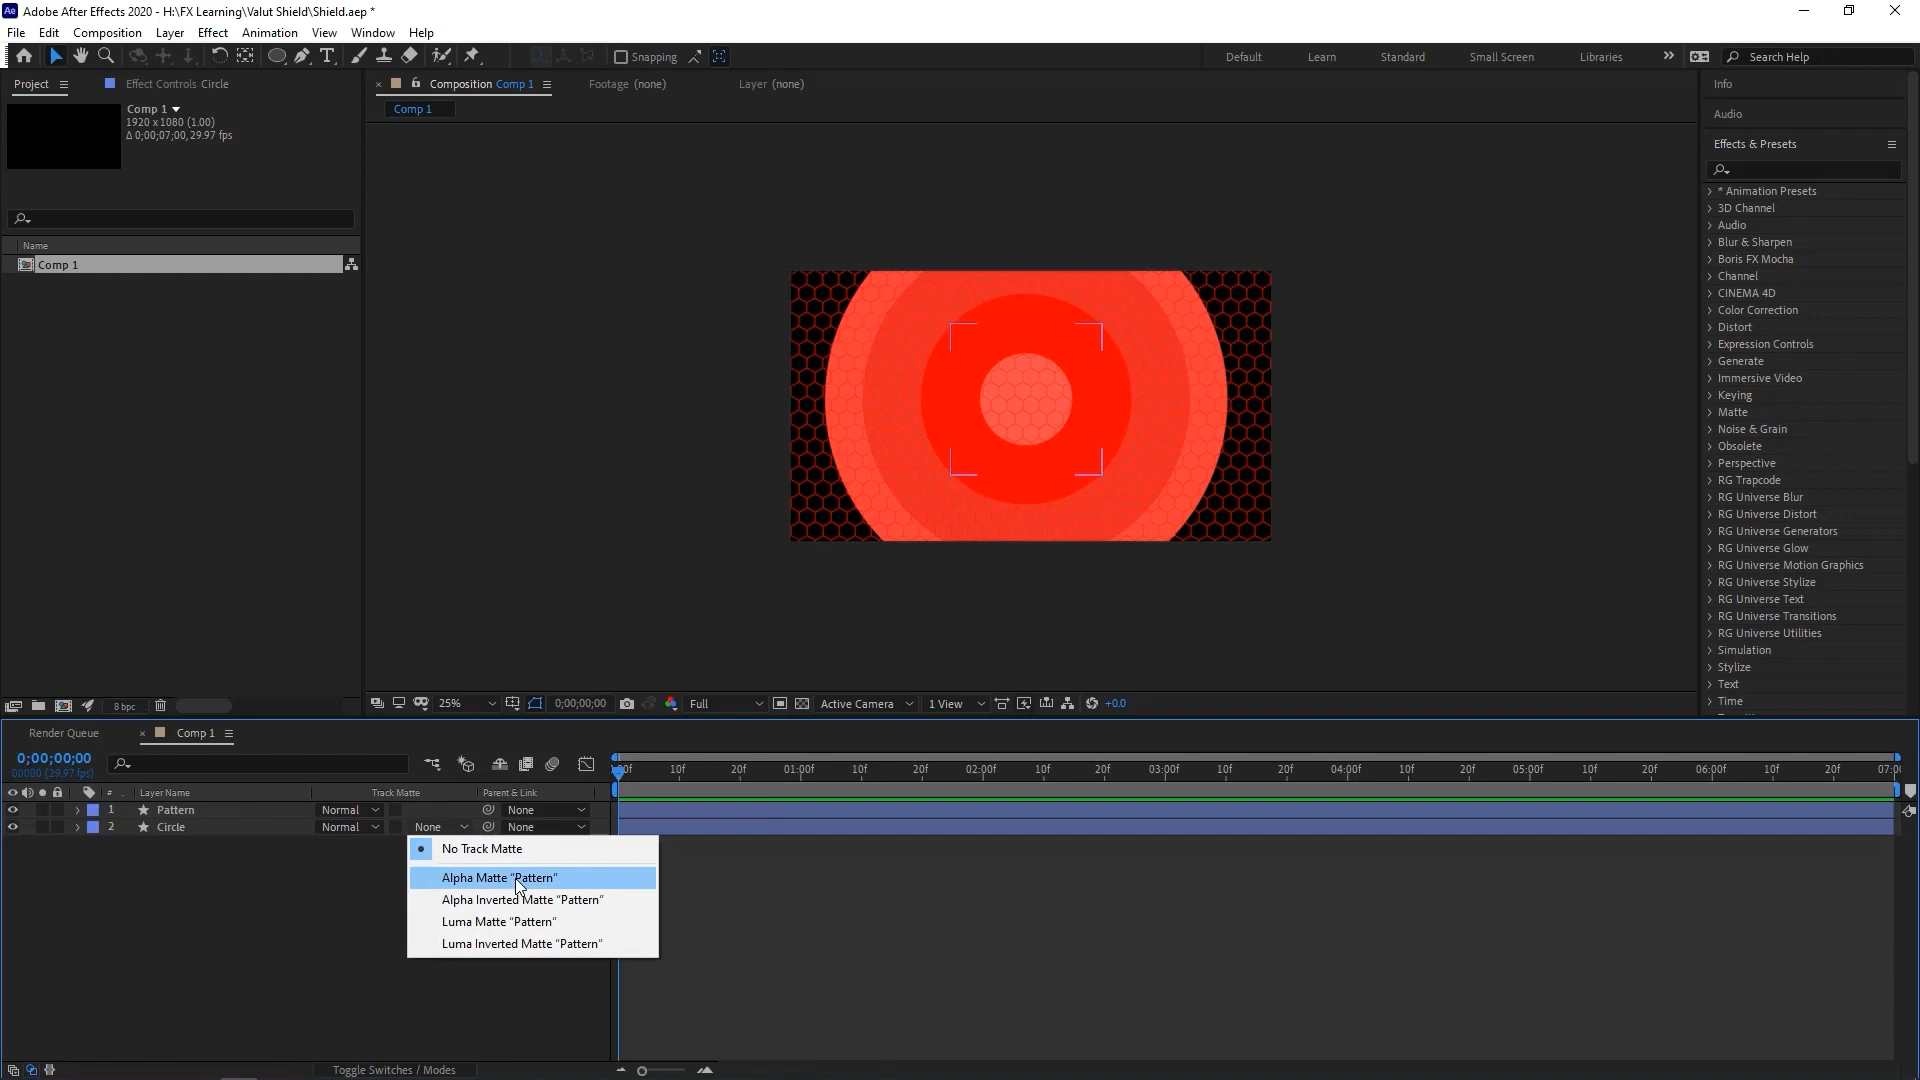 Ae Adobe After Effects 2020 - H:\FX Learning\Valut Shield\Shield.aep *
File Edit Composition Layer Effect Animation View Window Help
Snapping Default Learn Standard Small Screen Libraries Search Help
Project Effect Controls Circle
Composition Comp 1 Footage (none) Layer (none)
Comp 1
1920 x 1080 (1.00)
Δ 0;00;07;00, 29.97 fps
Comp 1
Name
Comp 1
8 bpc
25% 0;00;00;00 Full Active Camera 1 View +0.0
Info
Audio
Effects & Presets
* Animation Presets
3D Channel
Audio
Blur & Sharpen
Boris FX Mocha
Channel
CINEMA 4D
Color Correction
Distort
Expression Controls
Generate
Immersive Video
Keying
Matte
Noise & Grain
Obsolete
Perspective
RG Trapcode
RG Universe Blur
RG Universe Distort
RG Universe Generators
RG Universe Glow
RG Universe Motion Graphics
RG Universe Stylize
RG Universe Text
RG Universe Transitions
RG Universe Utilities
Simulation
Stylize
Text
Time
Render Queue Comp 1
0;00;00;00
00000 (29.97 fps)
10f 20f 01:00f 10f 20f 02:00f 10f 20f 03:00f 10f 20f 04:00f 10f 20f 05:00f 10f 20f 06:00f 10f 20f
# Layer Name Track Matte Parent & Link
1 Pattern Normal None
2 Circle Normal None None
No Track Matte
Alpha Matte "Pattern"
Alpha Inverted Matte "Pattern"
Luma Matte "Pattern"
Luma Inverted Matte "Pattern"
Toggle Switches / Modes